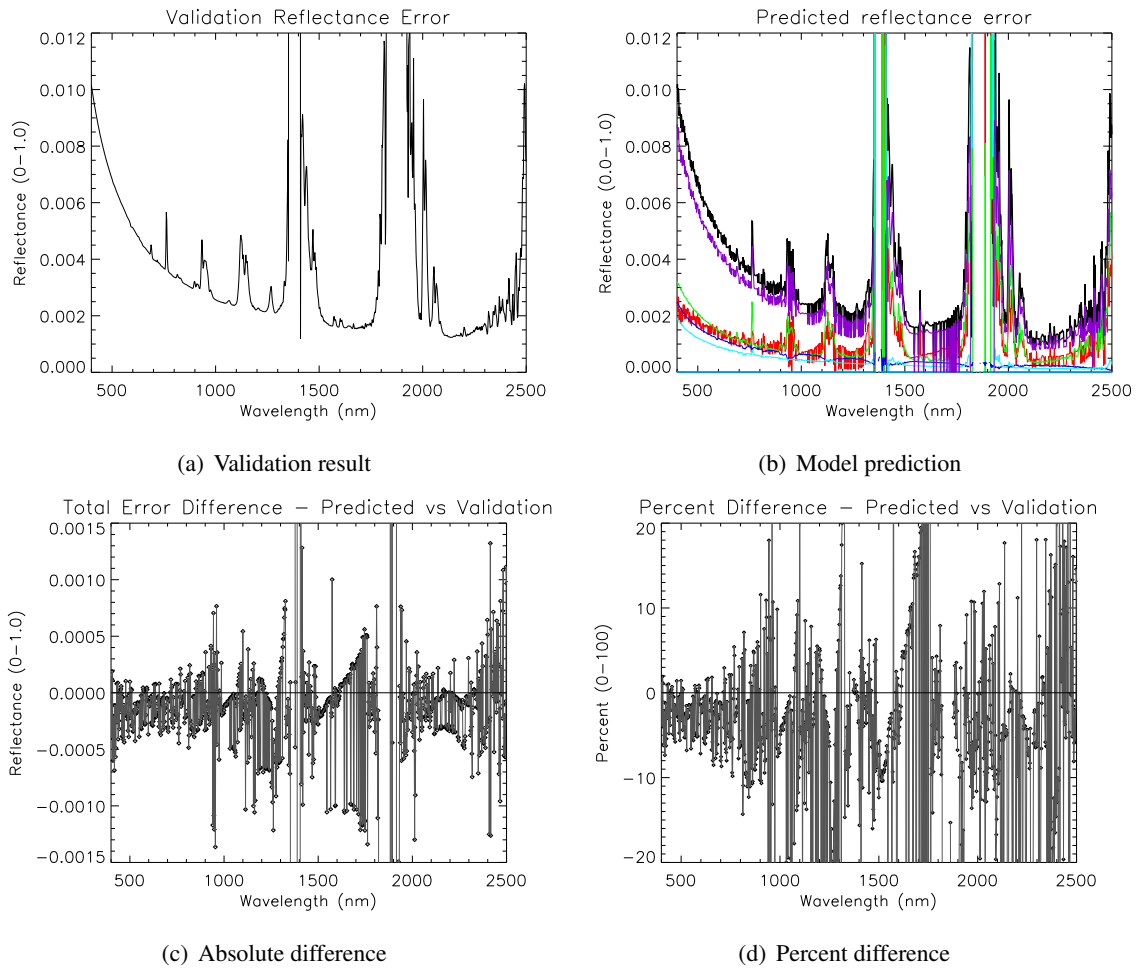 Validation Reflectance Error
0.012
0.010
0.008
0.006
0.004
0.002
0.000
Reflectance (0−1.0)
500 1000 1500 2000 2500
Wavelength (nm)
(a) Validation result
Predicted reflectance error
0.012
0.010
0.008
0.006
0.004
0.002
0.000
Reflectance (0.0−1.0)
500 1000 1500 2000 2500
Wavelength (nm)
(b) Model prediction
Total Error Difference − Predicted vs Validation
0.0015
0.0010
0.0005
0.0000
−0.0005
−0.0010
−0.0015
Reflectance (0−1.0)
500 1000 1500 2000 2500
Wavelength (nm)
(c) Absolute difference
Percent Difference − Predicted vs Validation
20
10
0
−10
−20
Percent (0−100)
500 1000 1500 2000 2500
Wavelength (nm)
(d) Percent difference